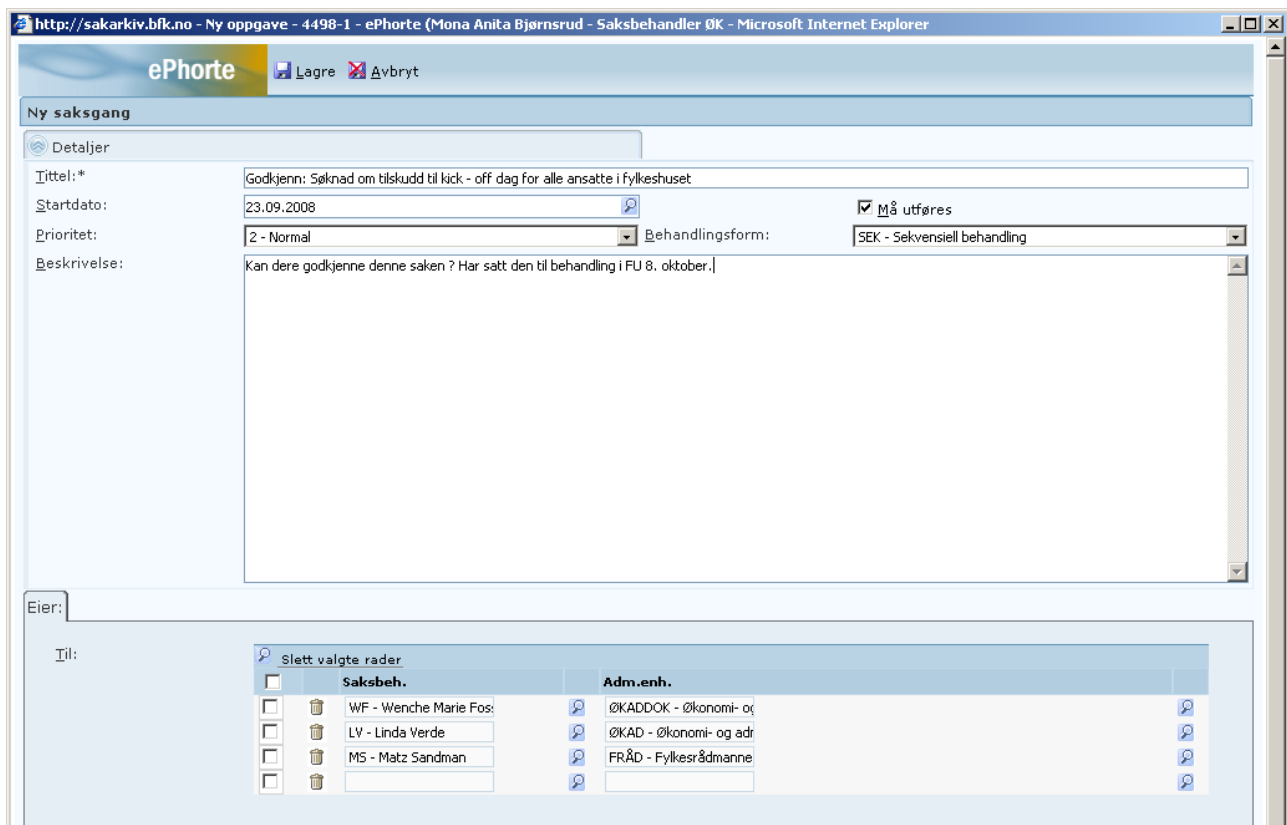 http://sakarkiv.bfk.no - Ny oppgave - 4498-1 - ePhorte (Mona Anita Bjørnsrud - Saksbehandler ØK - Microsoft Internet Explorer
ePhorte Lagre Avbryt
Ny saksgang
Detaljer
Tittel:* Godkjenn: Søknad om tilskudd til kick - off dag for alle ansatte i fylkeshuset
Startdato: 23.09.2008 Må utføres
Prioritet: 2 - Normal Behandlingsform: SEK - Sekvensiell behandling
Beskrivelse: Kan dere godkjenne denne saken ? Har satt den til behandling i FU 8. oktober.
Eier:
Til: Slett valgte rader
Saksbeh. Adm.enh.
WF - Wenche Marie Fos ØKADDOK - Økonomi- og
LV - Linda Verde ØKAD - Økonomi- og adr
MS - Matz Sandman FRÅD - Fylkesrådmanne